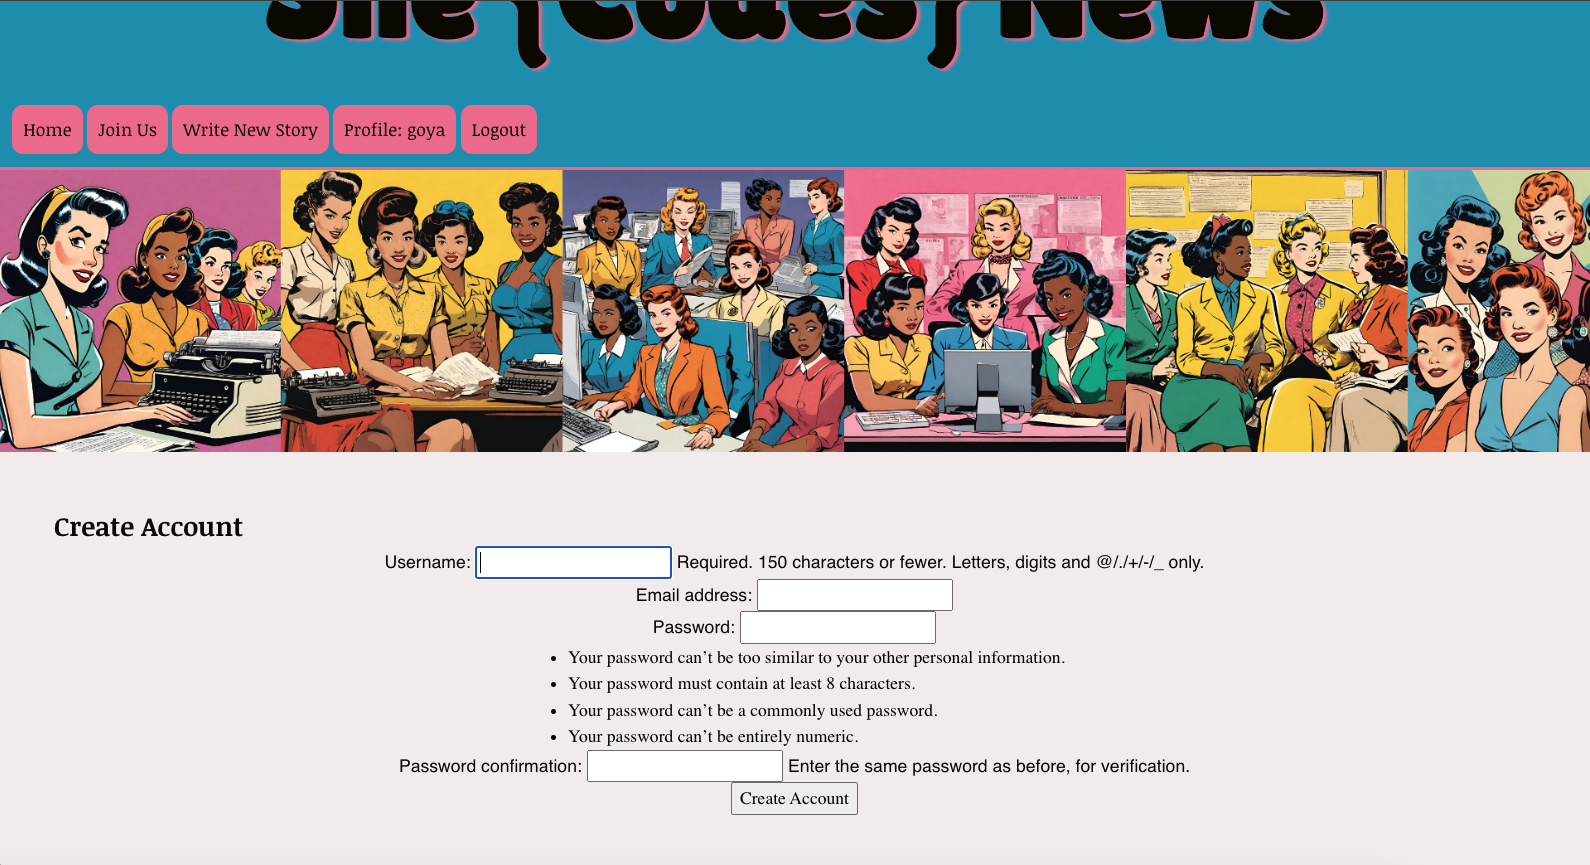 She{Codes} News
Home
Join Us
Write New Story
Profile: goya
Logout
Create Account
Username: Required. 150 characters or fewer. Letters, digits and @/./+/-/_ only.
Email address:
Password:
• Your password can’t be too similar to your other personal information.
• Your password must contain at least 8 characters.
• Your password can’t be a commonly used password.
• Your password can’t be entirely numeric.
Password confirmation: Enter the same password as before, for verification.
Create Account